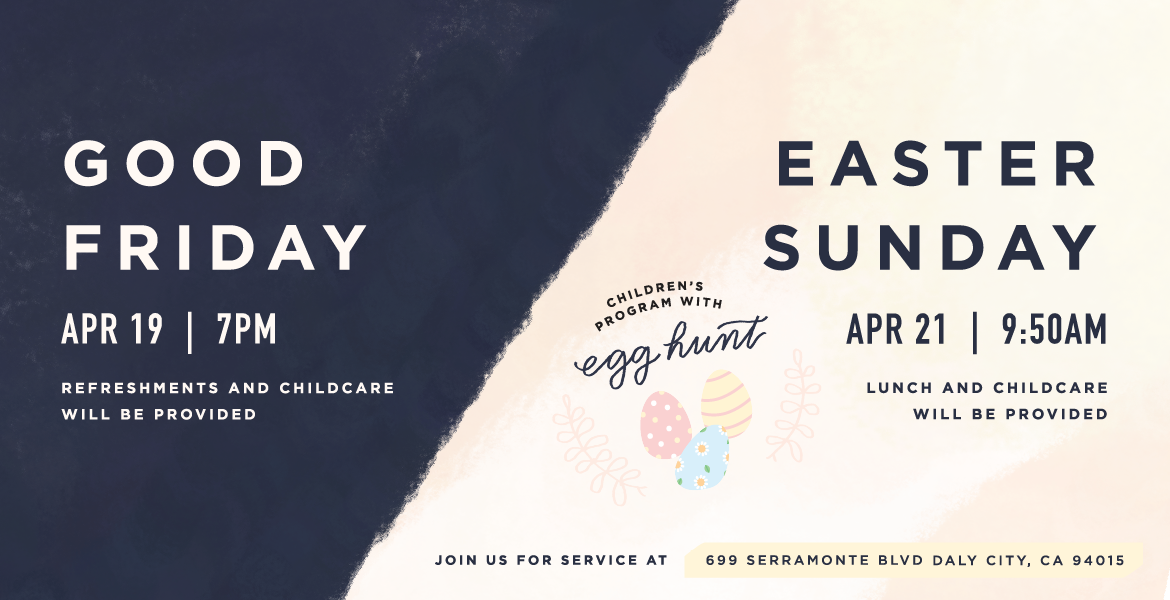 GOOD
FRIDAY
APR 19 | 7PM
REFRESHMENTS AND CHILDCARE
WILL BE PROVIDED
CHILDREN'S
PROGRAM WITH
egg hunt
EASTER
SUNDAY
APR 21 | 9:50AM
LUNCH AND CHILDCARE
WILL BE PROVIDED
JOIN US FOR SERVICE AT 699 SERRAMONTE BLVD DALY CITY, CA 94015